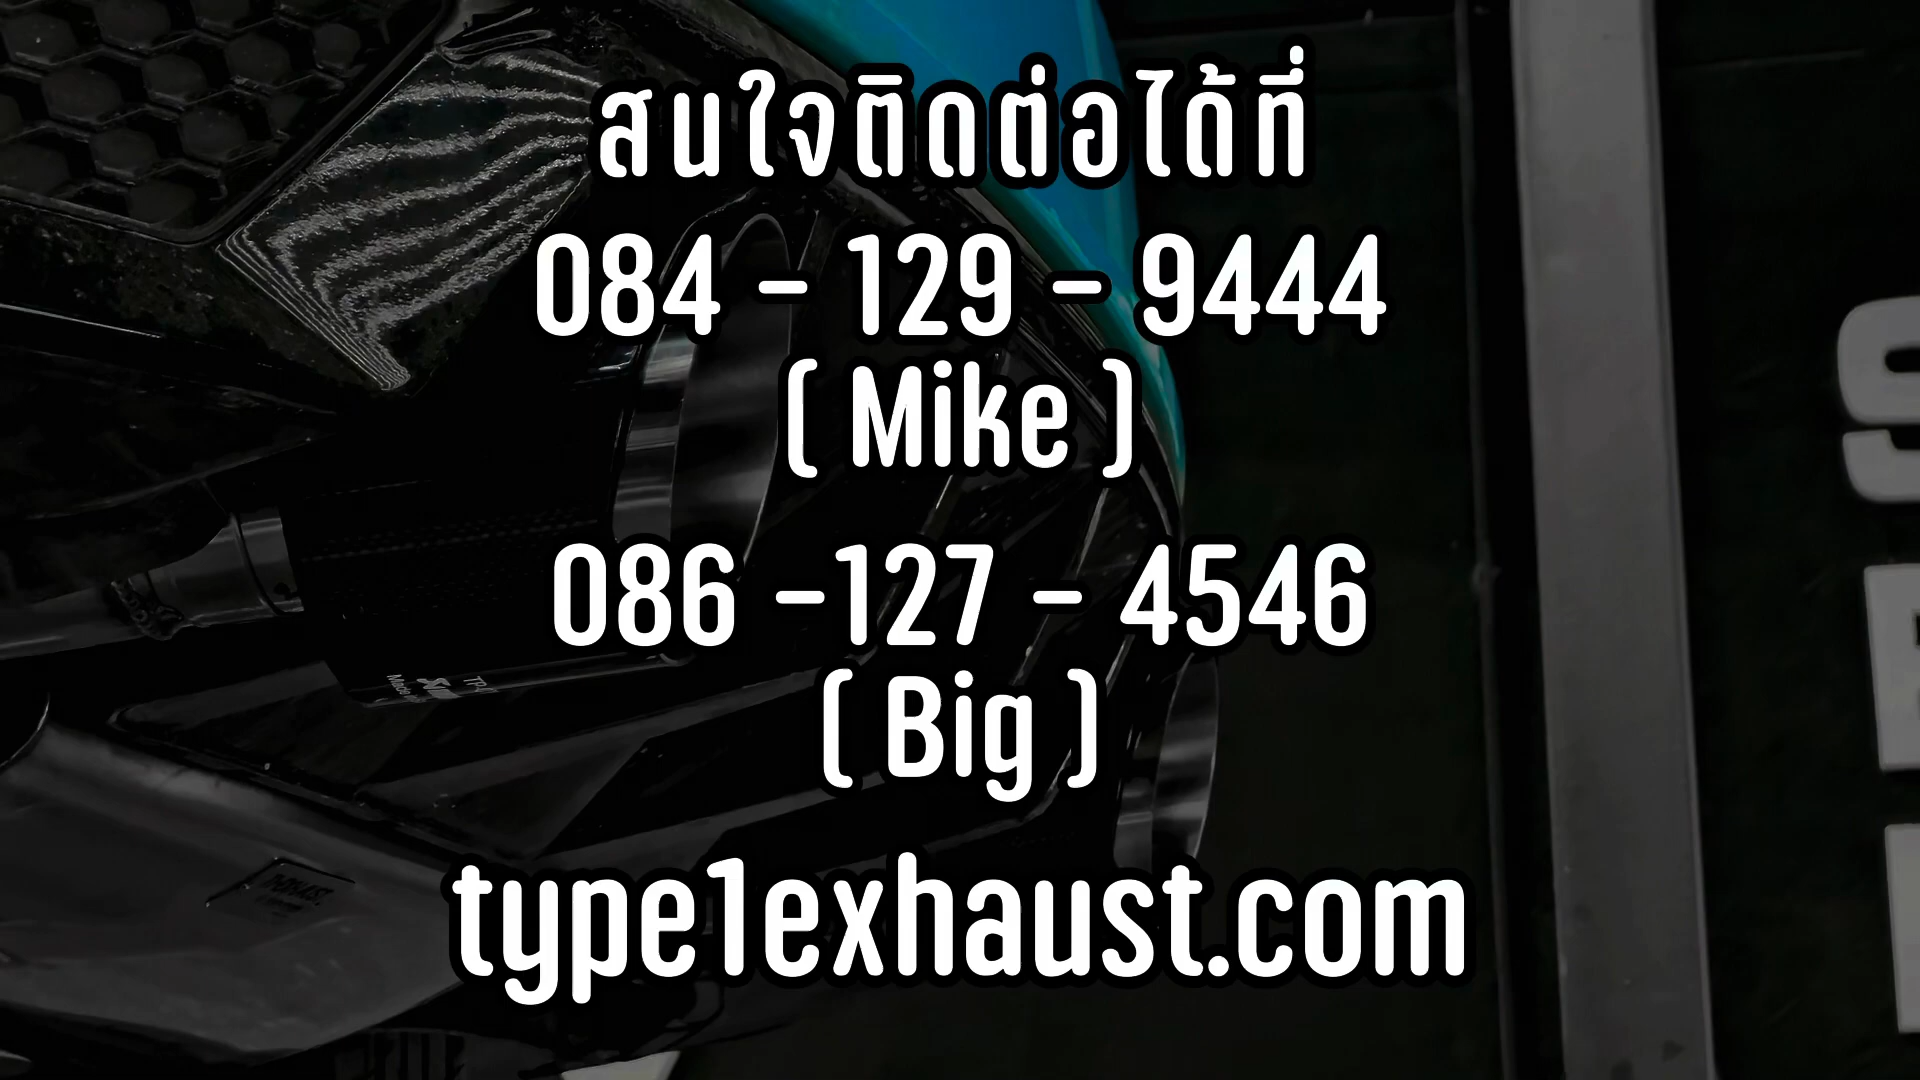 สนใจติดต่อได้ที่
084 - 129 - 9444
( Mike )
086 -127 - 4546
( Big )
type1exhaust.com